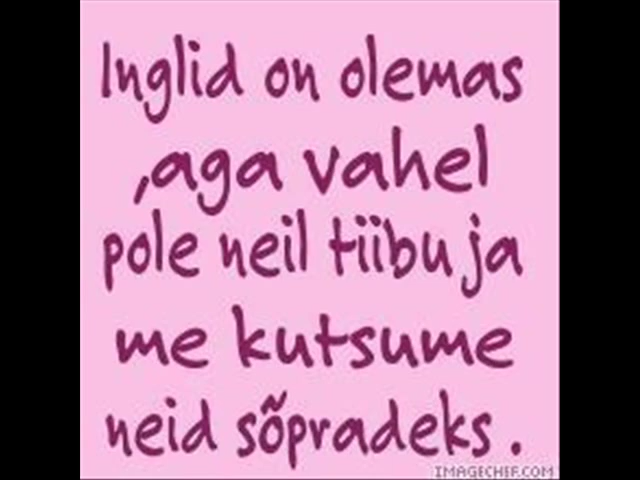 Inglid on olemas
,aga vahel
pole neil tiibu ja
me kutsume
neid sõpradeks .
IMAGECHEF.COM